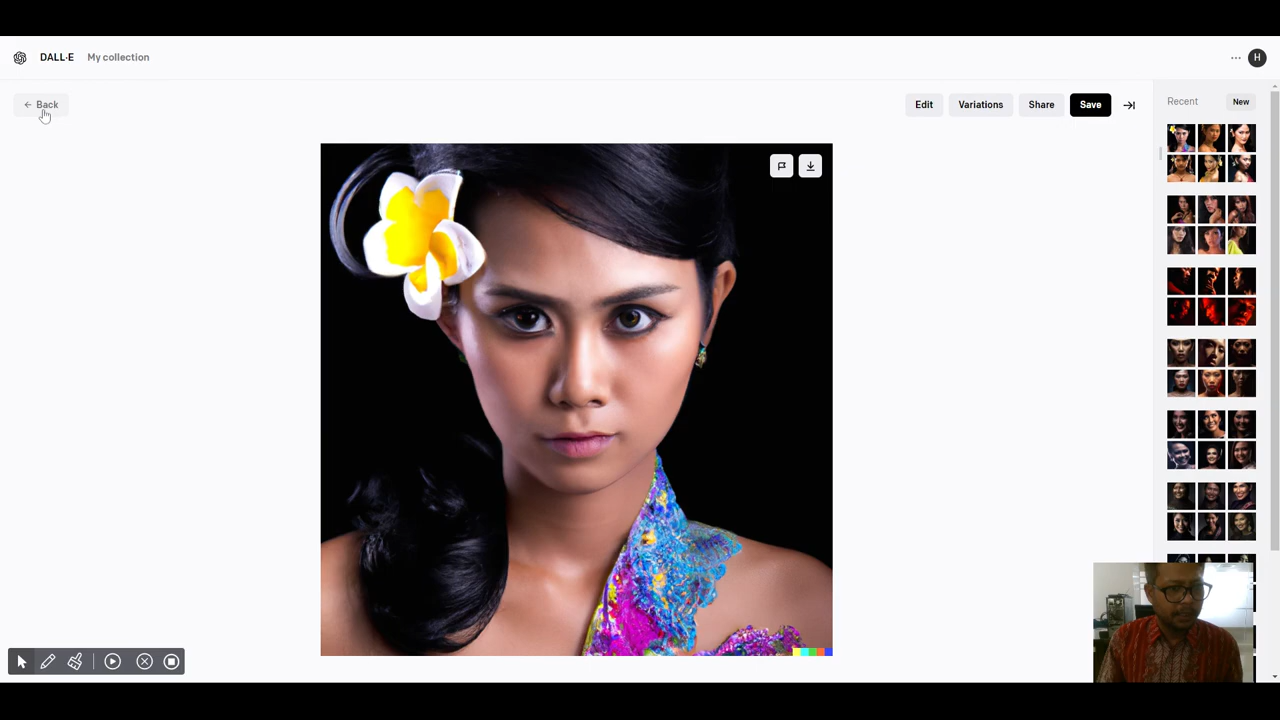 DALL·E My collection
H
← Back
Edit Variations Share Save
Recent New